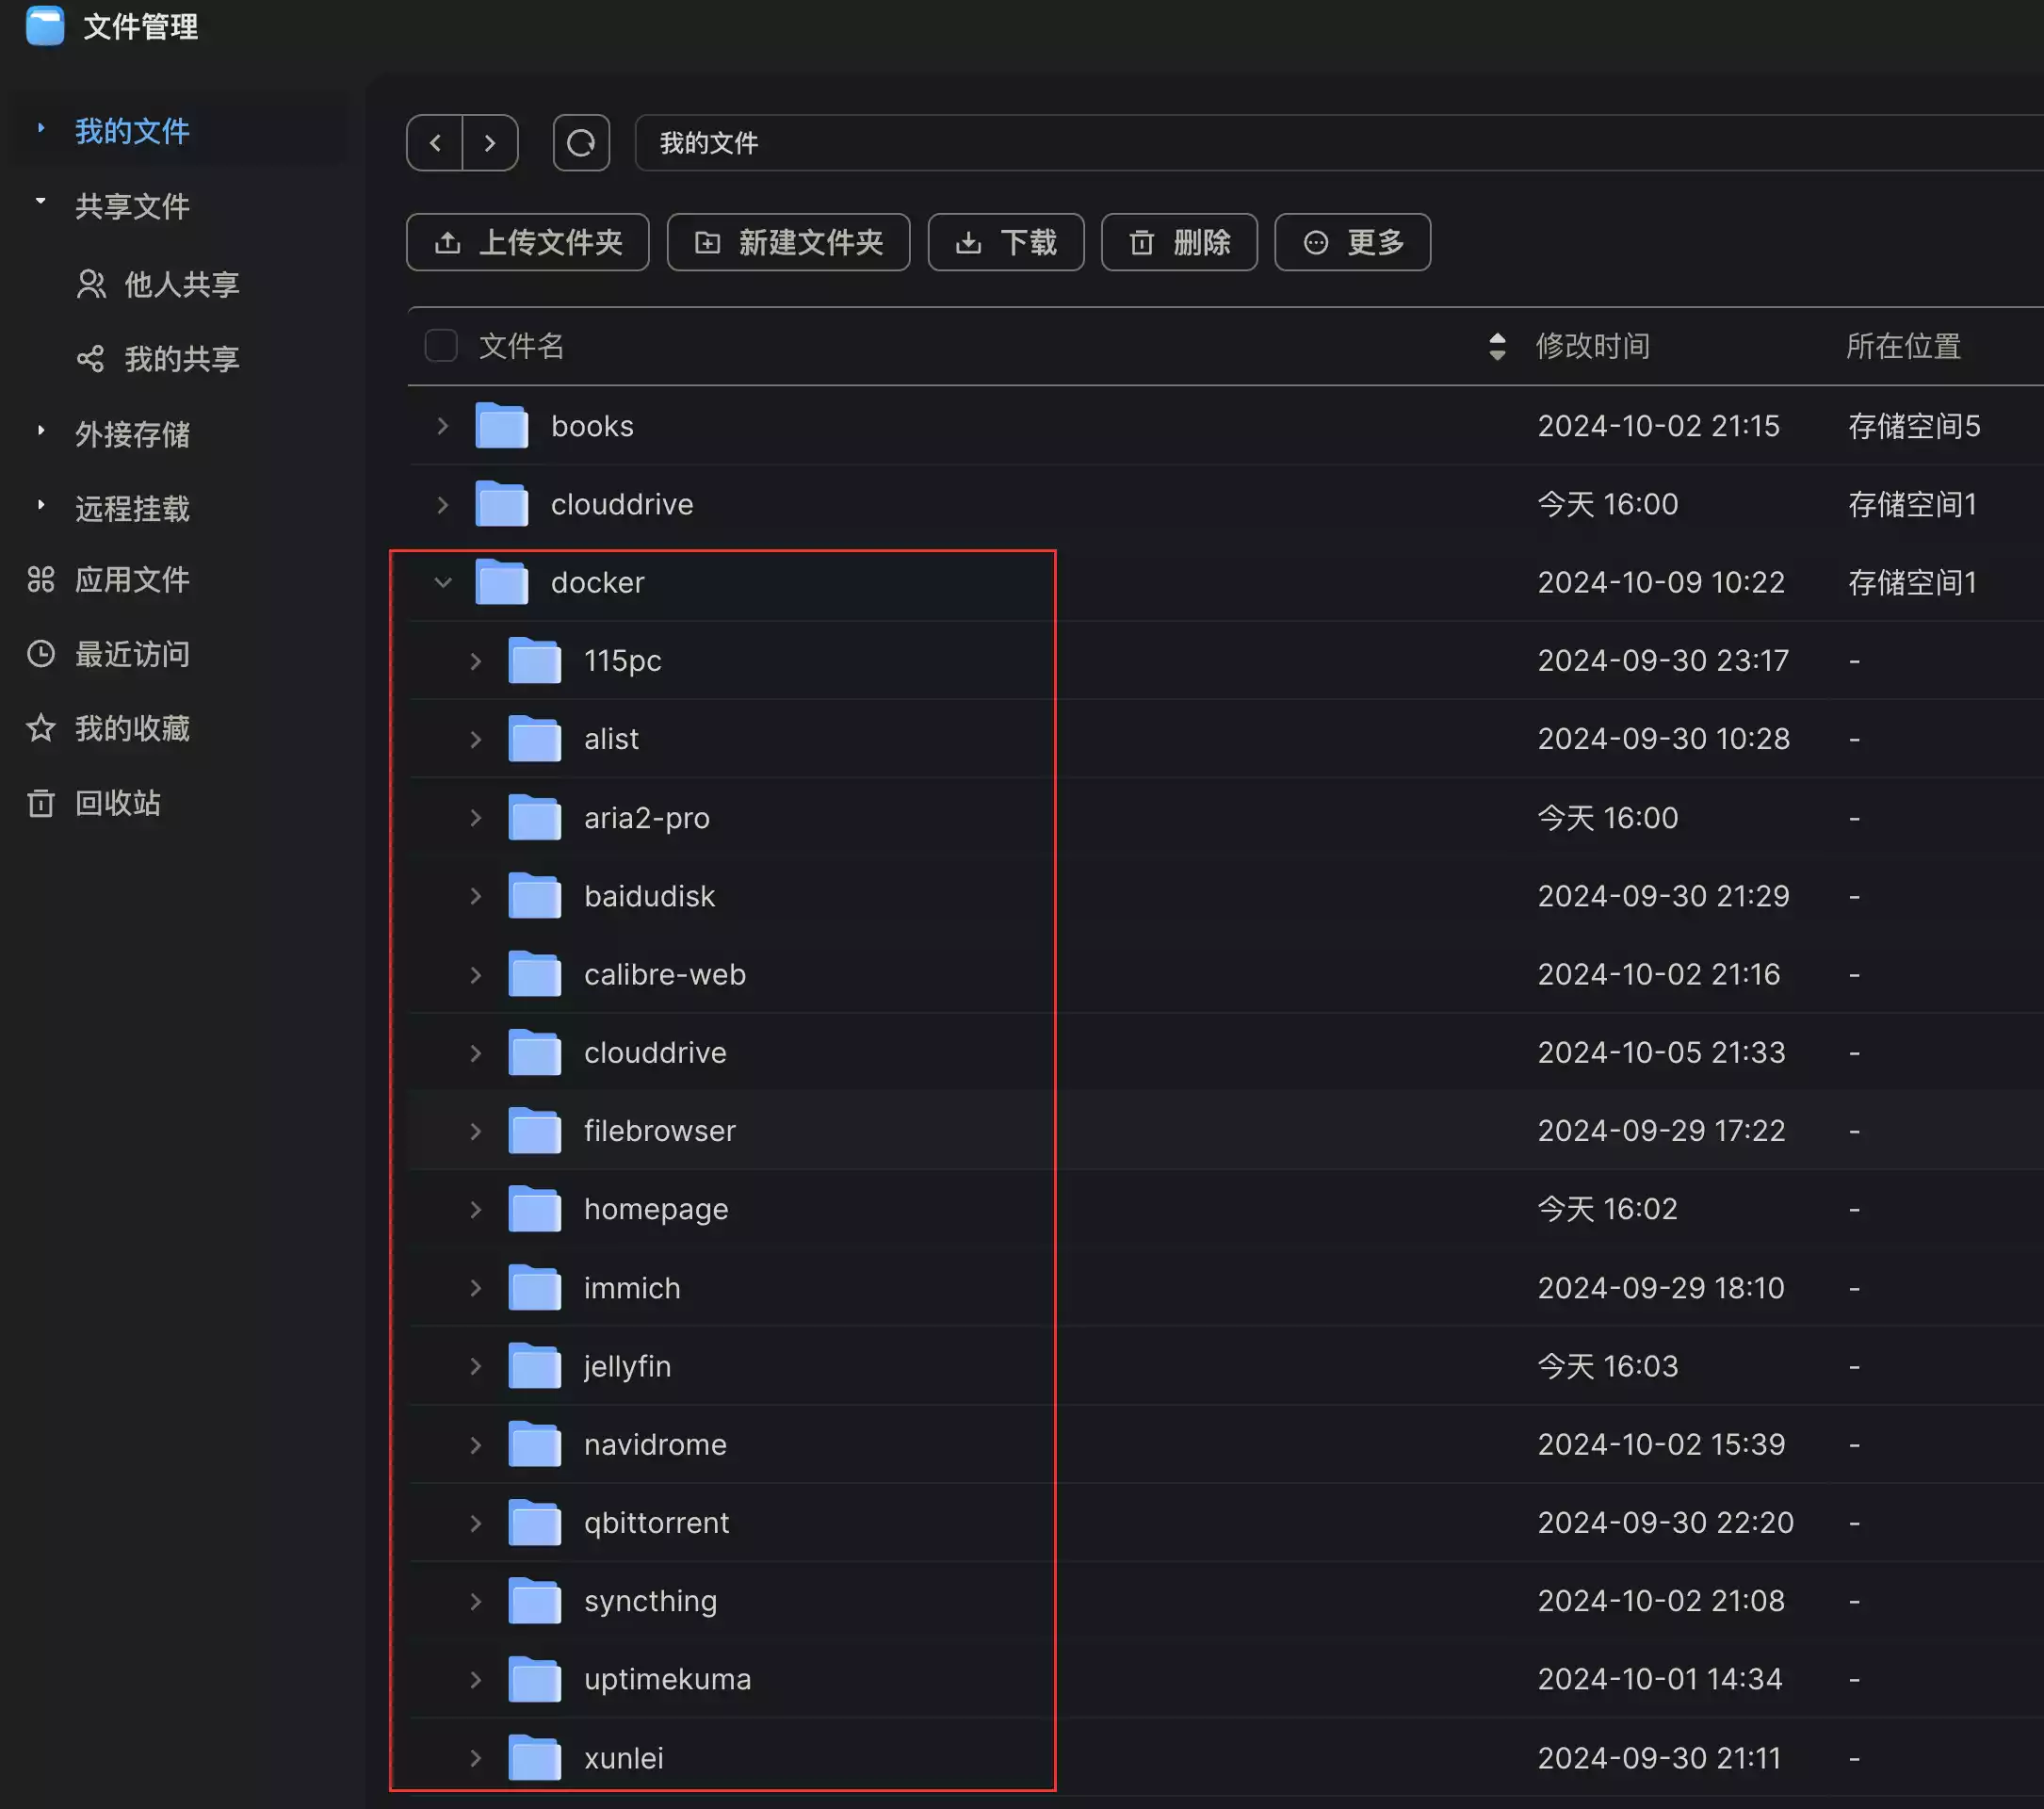 文件管理
我的文件
共享文件
他人共享
我的共享
外接存储
远程挂载
应用文件
最近访问
我的收藏
回收站
我的文件
上传文件夹 新建文件夹 下载 删除 更多
文件名 修改时间 所在位置
books 2024-10-02 21:15 存储空间5
clouddrive 今天 16:00 存储空间1
docker 2024-10-09 10:22 存储空间1
115pc 2024-09-30 23:17 -
alist 2024-09-30 10:28 -
aria2-pro 今天 16:00 -
baidudisk 2024-09-30 21:29 -
calibre-web 2024-10-02 21:16 -
clouddrive 2024-10-05 21:33 -
filebrowser 2024-09-29 17:22 -
homepage 今天 16:02 -
immich 2024-09-29 18:10 -
jellyfin 今天 16:03 -
navidrome 2024-10-02 15:39 -
qbittorrent 2024-09-30 22:20 -
syncthing 2024-10-02 21:08 -
uptimekuma 2024-10-01 14:34 -
xunlei 2024-09-30 21:11 -